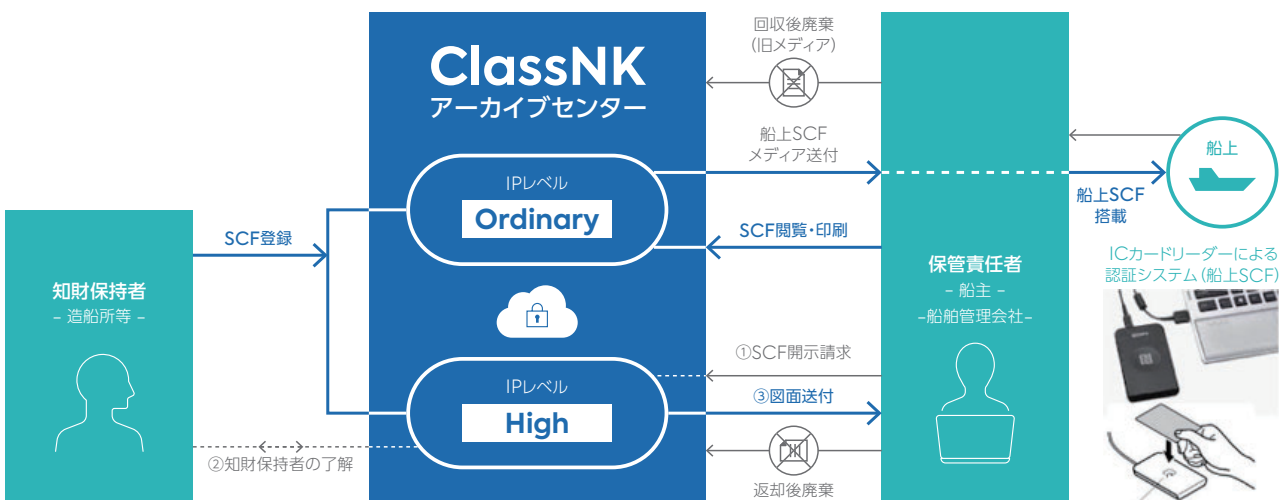 ClassNK
アーカイブセンター
回収後廃棄
(旧メディア)
船上SCF
メディア送付
船上
船上SCF
搭載
IPレベル
Ordinary
SCF登録
SCF閲覧・印刷
知財保持者
– 造船所等 –
保管責任者
– 船主 –
–船舶管理会社–
ICカードリーダーによる
認証システム(船上SCF)
①SCF開示請求
IPレベル
High
③図面送付
②知財保持者の了解
返却後廃棄